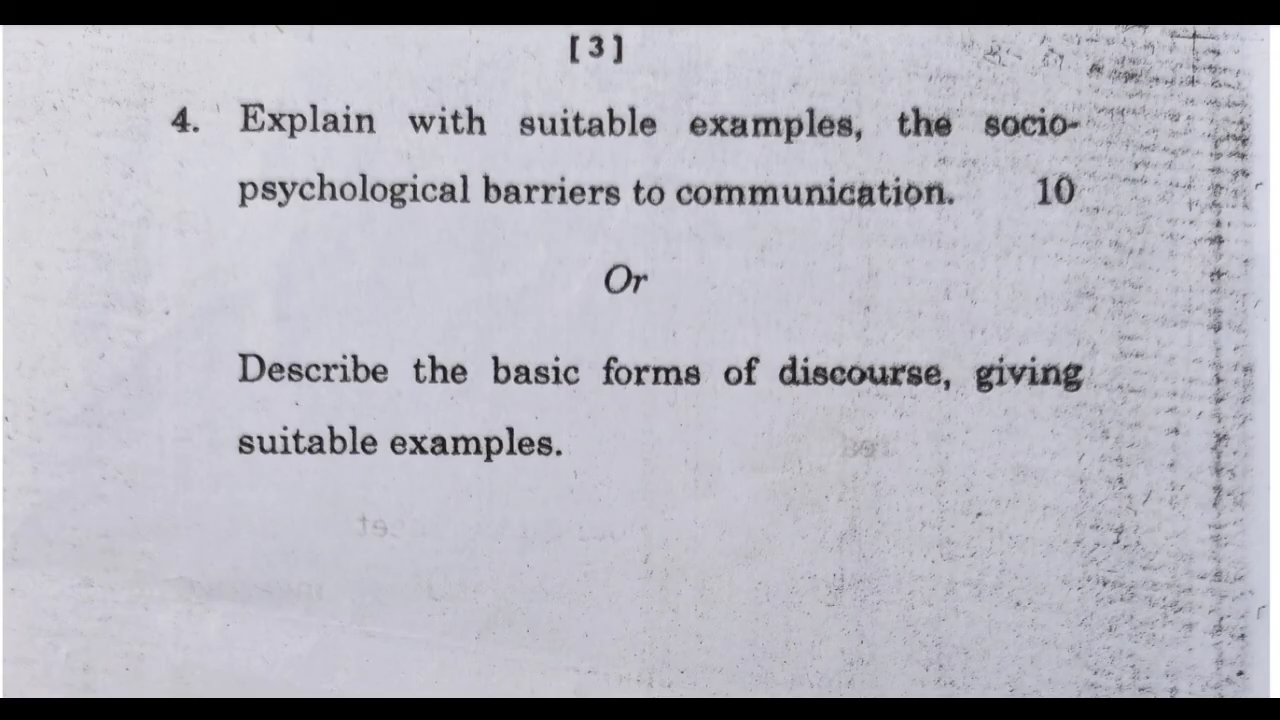 [ 3 ]
4. Explain with suitable examples, the socio-
psychological barriers to communication. 10
Or
Describe the basic forms of discourse, giving
suitable examples.